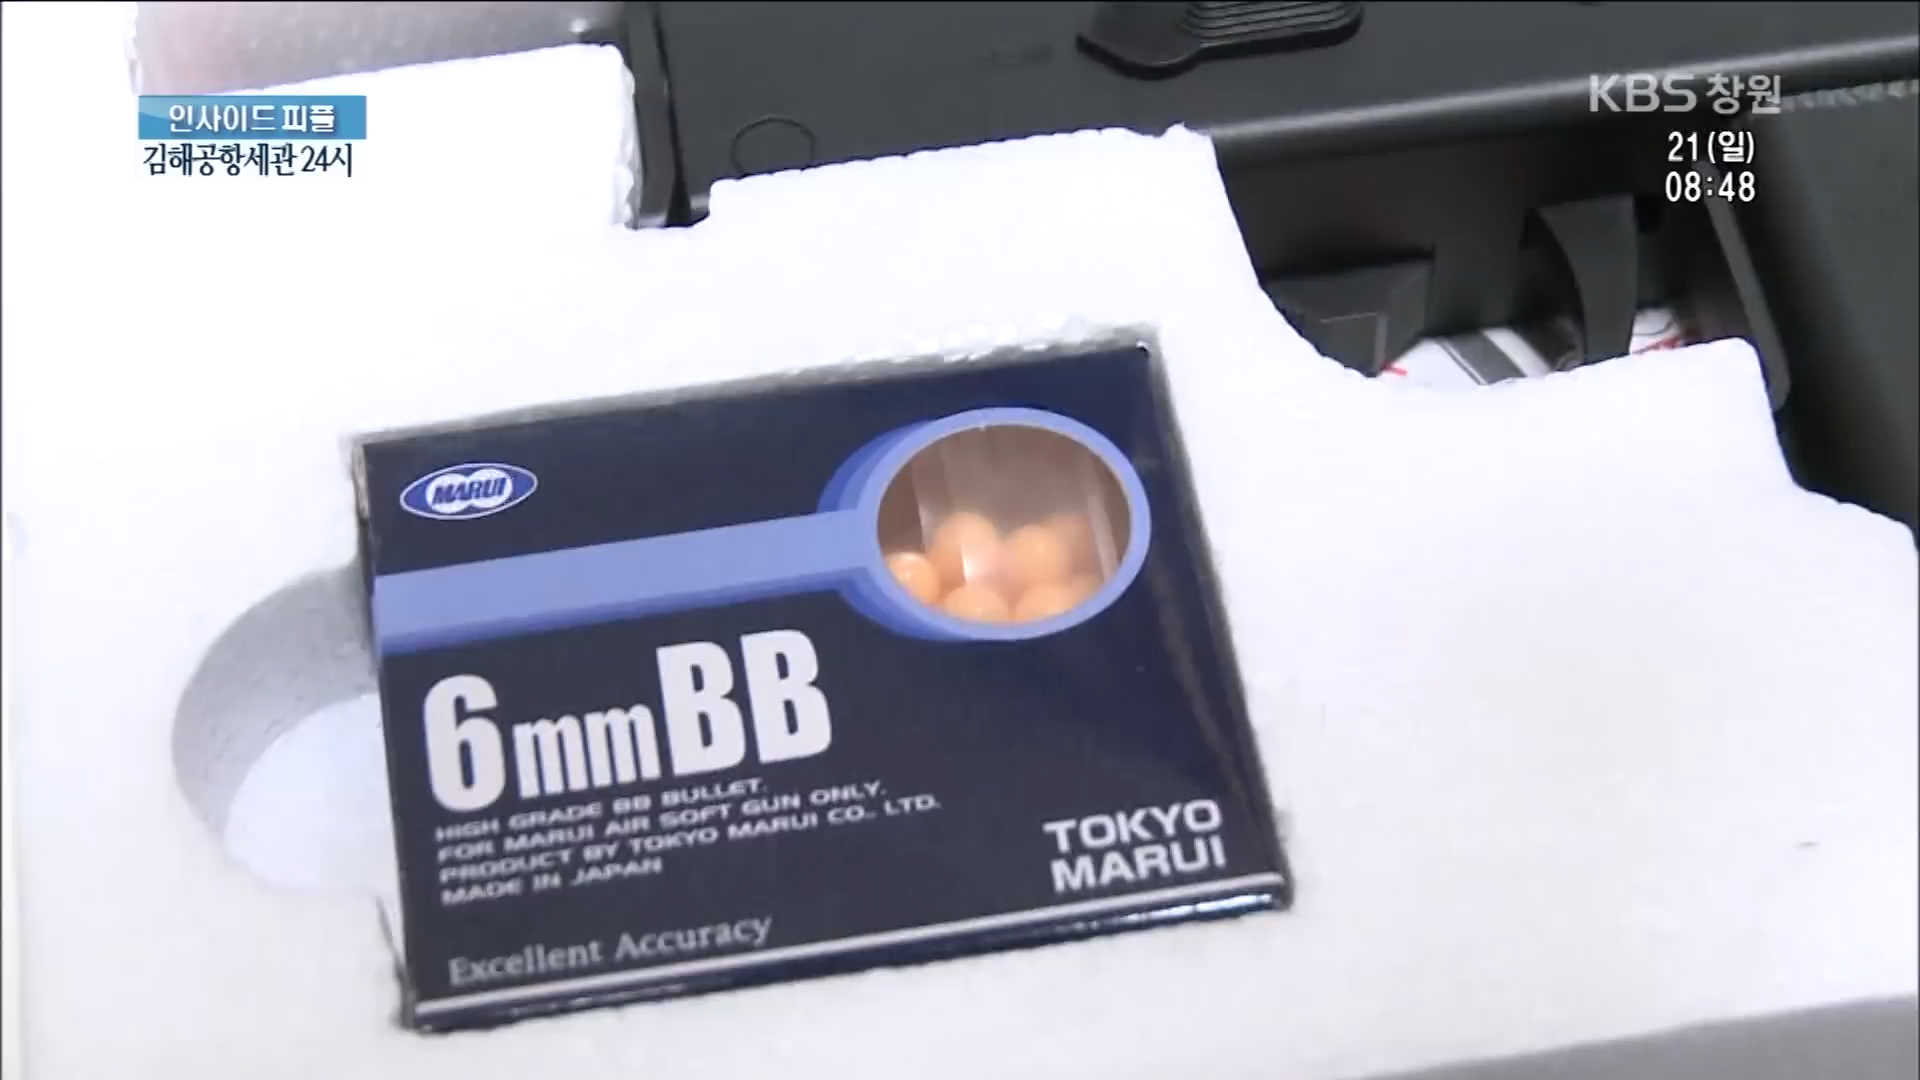 인사이드 피플
김해공항세관 24시
KBS 창원
21(일)
08:48
MARUI
6mmBB
HIGH GRADE BB BULLET.
FOR MARUI AIR SOFT GUN ONLY.
PRODUCT BY TOKYO MARUI CO., LTD.
MADE IN JAPAN
Excellent Accuracy
TOKYO
MARUI